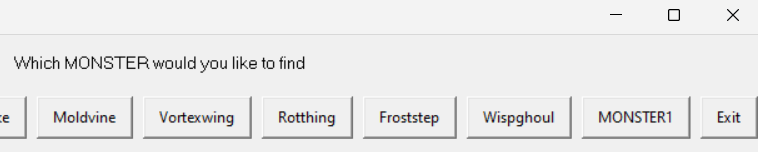 Which MONSTER would you like to find
Moldvine Vortexwing Rotthing Froststep Wispghoul MONSTER1 Exit